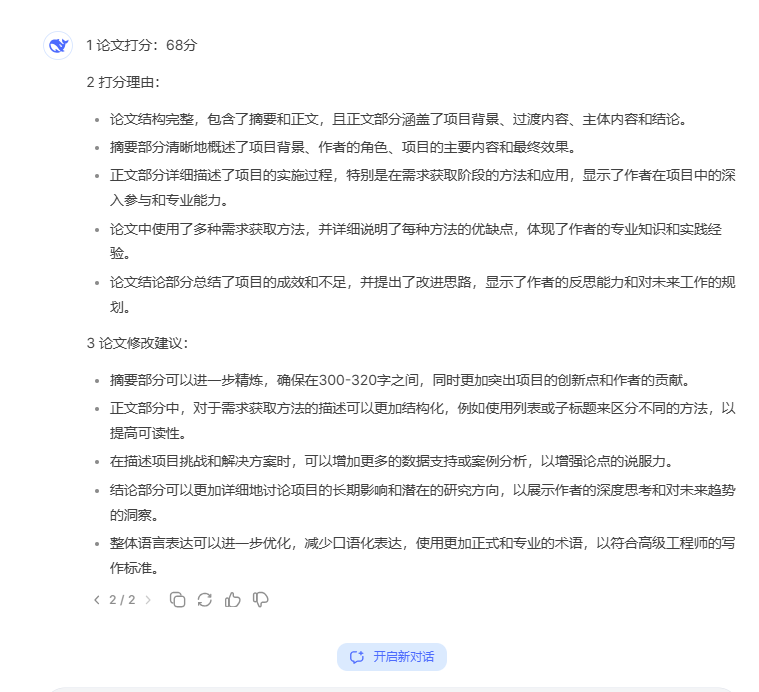 1 论文打分：68分
2 打分理由：
论文结构完整，包含了摘要和正文，且正文部分涵盖了项目背景、过渡内容、主体内容和结论。
摘要部分清晰地概述了项目背景、作者的角色、项目的主要内容和最终效果。
正文部分详细描述了项目的实施过程，特别是在需求获取阶段的方法和应用，显示了作者在项目中的深
入参与和专业能力。
论文中使用了多种需求获取方法，并详细说明了每种方法的优缺点，体现了作者的专业知识和实践经
验。
论文结论部分总结了项目的成效和不足，并提出了改进思路，显示了作者的反思能力和对未来工作的规
划。
3 论文修改建议：
摘要部分可以进一步精炼，确保在300-320字之间，同时更加突出项目的创新点和作者的贡献。
正文部分中，对于需求获取方法的描述可以更加结构化，例如使用列表或子标题来区分不同的方法，以
提高可读性。
在描述项目挑战和解决方案时，可以增加更多的数据支持或案例分析，以增强论点的说服力。
结论部分可以更加详细地讨论项目的长期影响和潜在的研究方向，以展示作者的深度思考和对未来趋势
的洞察。
整体语言表达可以进一步优化，减少口语化表达，使用更加正式和专业的术语，以符合高级工程师的写
作标准。
2 / 2
开启新对话